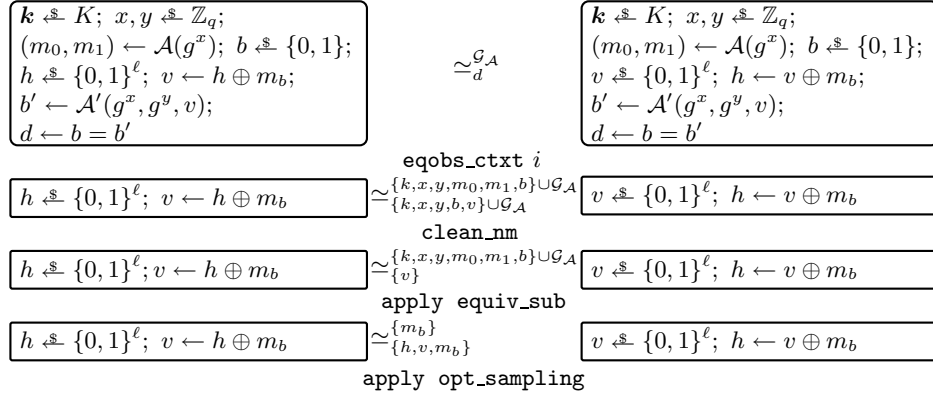 k ←$ K; x, y ←$ ℤ_q;
(m_0, m_1) ← 𝒜(g^x); b ←$ {0, 1};
h ←$ {0, 1}^ℓ; v ← h ⊕ m_b;
b′ ← 𝒜′(g^x, g^y, v);
d ← b = b′
≃_d^{𝒢_𝒜}
k ←$ K; x, y ←$ ℤ_q;
(m_0, m_1) ← 𝒜(g^x); b ←$ {0, 1};
v ←$ {0, 1}^ℓ; h ← v ⊕ m_b;
b′ ← 𝒜′(g^x, g^y, v);
d ← b = b′
eqobs_ctxt i
h ←$ {0, 1}^ℓ; v ← h ⊕ m_b ≃_{{k,x,y,b,v}∪𝒢_𝒜}^{{k,x,y,m_0,m_1,b}∪𝒢_𝒜} v ←$ {0, 1}^ℓ; h ← v ⊕ m_b
clean_nm
h ←$ {0, 1}^ℓ; v ← h ⊕ m_b ≃_{{v}}^{{k,x,y,m_0,m_1,b}∪𝒢_𝒜} v ←$ {0, 1}^ℓ; h ← v ⊕ m_b
apply equiv_sub
h ←$ {0, 1}^ℓ; v ← h ⊕ m_b ≃_{{h,v,m_b}}^{{m_b}} v ←$ {0, 1}^ℓ; h ← v ⊕ m_b
apply opt_sampling